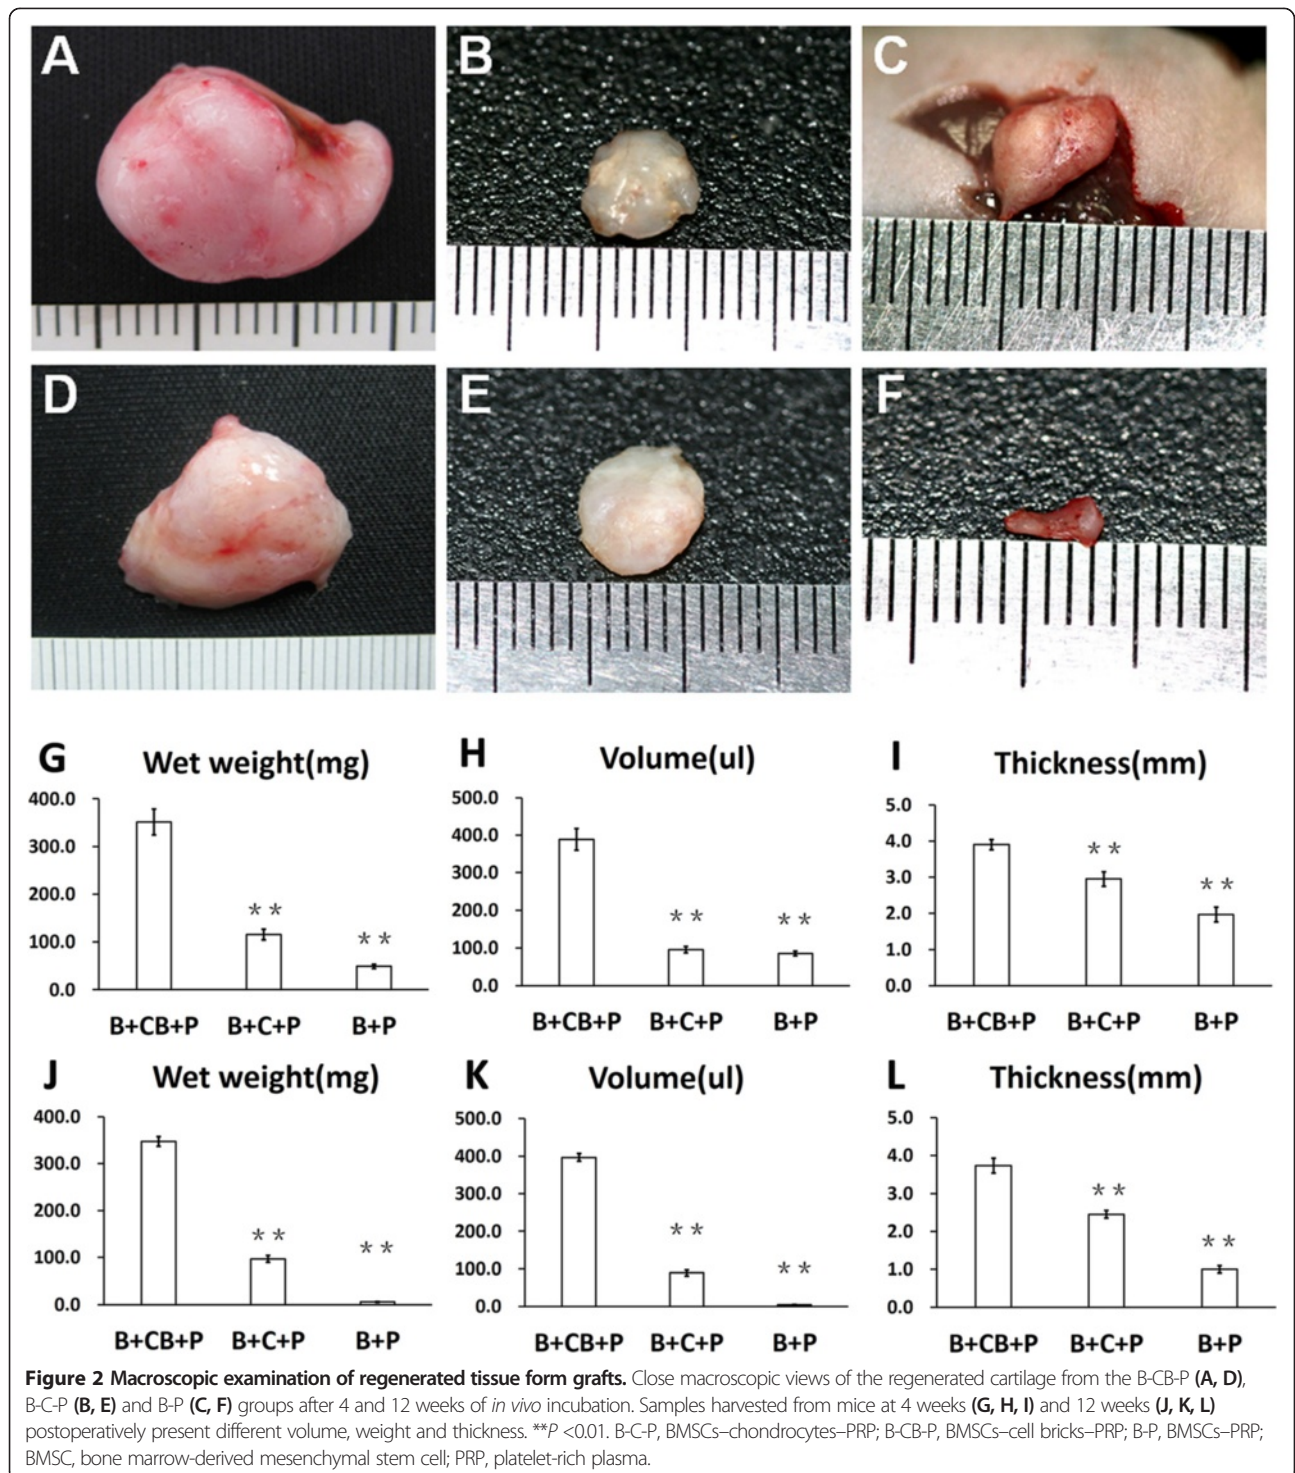 A
B
C
D
E
F
G Wet weight(mg)
400.0
300.0
200.0
100.0
0.0
**
**
B+CB+P B+C+P B+P
H Volume(ul)
500.0
400.0
300.0
200.0
100.0
0.0
**
**
B+CB+P B+C+P B+P
I Thickness(mm)
5.0
4.0
3.0
2.0
1.0
0.0
**
**
B+CB+P B+C+P B+P
J Wet weight(mg)
400.0
300.0
200.0
100.0
0.0
**
**
B+CB+P B+C+P B+P
K Volume(ul)
500.0
400.0
300.0
200.0
100.0
0.0
**
**
B+CB+P B+C+P B+P
L Thickness(mm)
5.0
4.0
3.0
2.0
1.0
0.0
**
**
B+CB+P B+C+P B+P
Figure 2 Macroscopic examination of regenerated tissue form grafts. Close macroscopic views of the regenerated cartilage from the B-CB-P (A, D),
B-C-P (B, E) and B-P (C, F) groups after 4 and 12 weeks of in vivo incubation. Samples harvested from mice at 4 weeks (G, H, I) and 12 weeks (J, K, L)
postoperatively present different volume, weight and thickness. **P <0.01. B-C-P, BMSCs–chondrocytes–PRP; B-CB-P, BMSCs–cell bricks–PRP; B-P, BMSCs–PRP;
BMSC, bone marrow-derived mesenchymal stem cell; PRP, platelet-rich plasma.